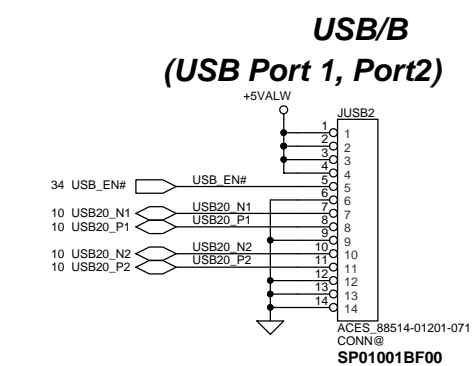 USB/B
(USB Port 1, Port2)
+5VALW
JUSB2
1 1
2 2
3 3
4 4
34 USB_EN# USB_EN# 5 5
6 6
10 USB20_N1 USB20_N1 7 7
10 USB20_P1 USB20_P1 8 8
9 9
10 USB20_N2 USB20_N2 10 10
10 USB20_P2 USB20_P2 11 11
12 12
13 13
14 14
ACES_88514-01201-071
CONN@
SP01001BF00